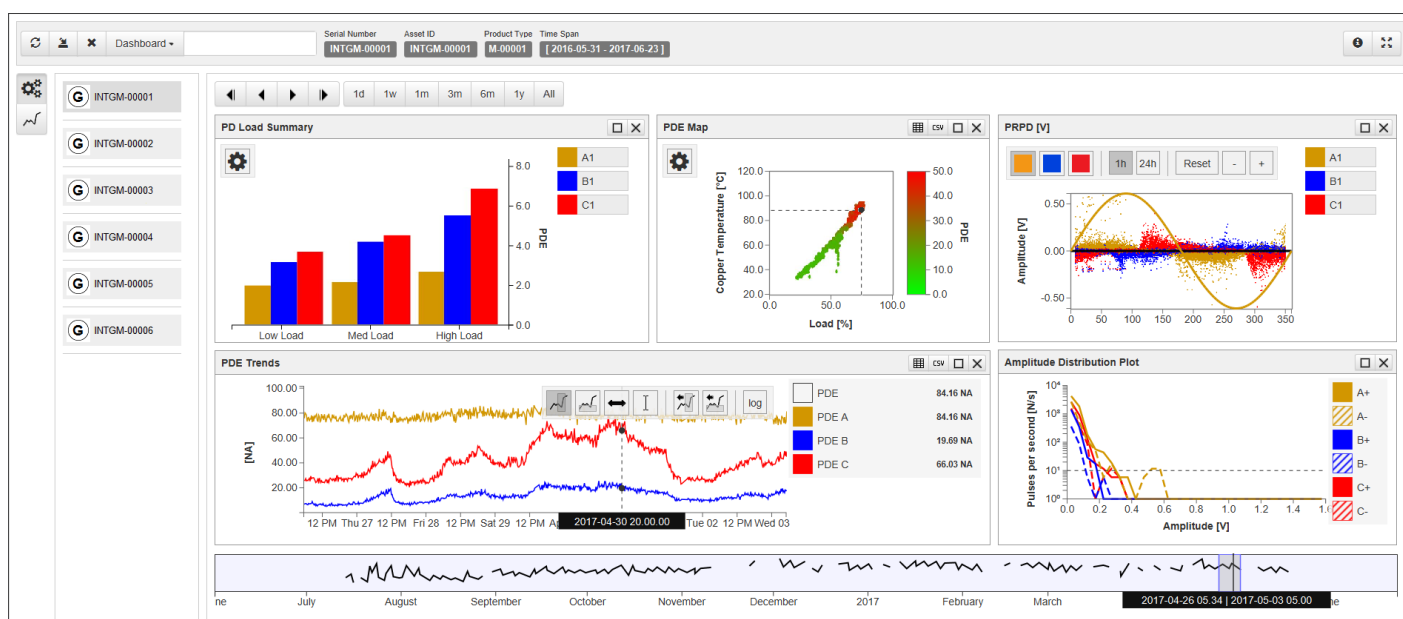 Serial Number Asset ID Product Type Time Span
Dashboard INTGM-00001 INTGM-00001 M-00001 [ 2016-05-31 - 2017-06-23 ]
INTGM-00001
INTGM-00002
INTGM-00003
INTGM-00004
INTGM-00005
INTGM-00006
1d 1w 1m 3m 6m 1y All
PD Load Summary
A1
B1
C1
8.0
6.0
4.0
2.0
0.0
PDE
Low Load Med Load High Load
PDE Map
CSV
120.0
100.0
80.0
60.0
40.0
20.0
Copper Temperature [°C]
0.0 50.0 100.0
Load [%]
50.0
40.0
30.0
20.0
10.0
0.0
PDE
PRPD [V]
1h 24h Reset - +
A1
B1
C1
0.50
0.00
-0.50
Amplitude [V]
0 50 100 150 200 250 300 350
PDE Trends
CSV
log
100.00
80.00
60.00
40.00
20.00
[NA]
12 PM Thu 27 12 PM Fri 28 12 PM Sat 29 12 PM
2017-04-30 20.00.00
Tue 02 12 PM Wed 03
PDE 84.16 NA
PDE A 84.16 NA
PDE B 19.69 NA
PDE C 66.03 NA
Amplitude Distribution Plot
10⁴
10³
10²
10¹
10⁰
Pulses per second [N/s]
0.0 0.2 0.4 0.6 0.8 1.0 1.2 1.4
Amplitude [V]
A+
A-
B+
B-
C+
C-
ne July August September October November December 2017 February March
2017-04-26 05.34 | 2017-05-03 05.00